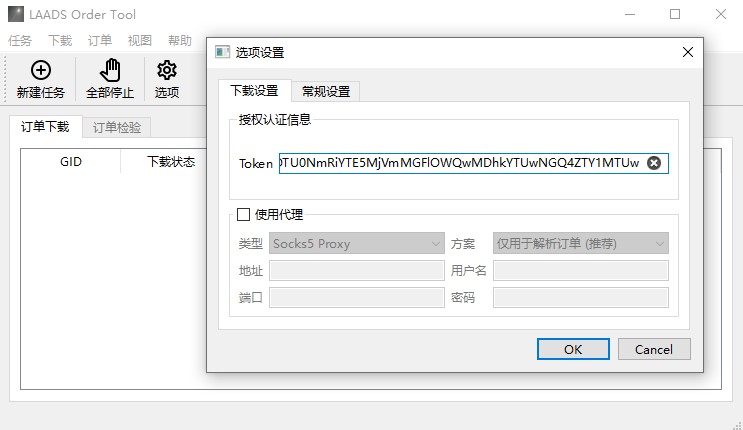 LAADS Order Tool
任务 下载 订单 视图 帮助
新建任务 全部停止 选项
订单下载 订单检验
GID 下载状态
选项设置
下载设置 常规设置
授权认证信息
Token OTU0NmRiYTE5MjVmMGFlOWQwMDhkYTUwNGQ4ZTY1MTUw
使用代理
类型 Socks5 Proxy 方案 仅用于解析订单 (推荐)
地址 用户名
端口 密码
OK Cancel